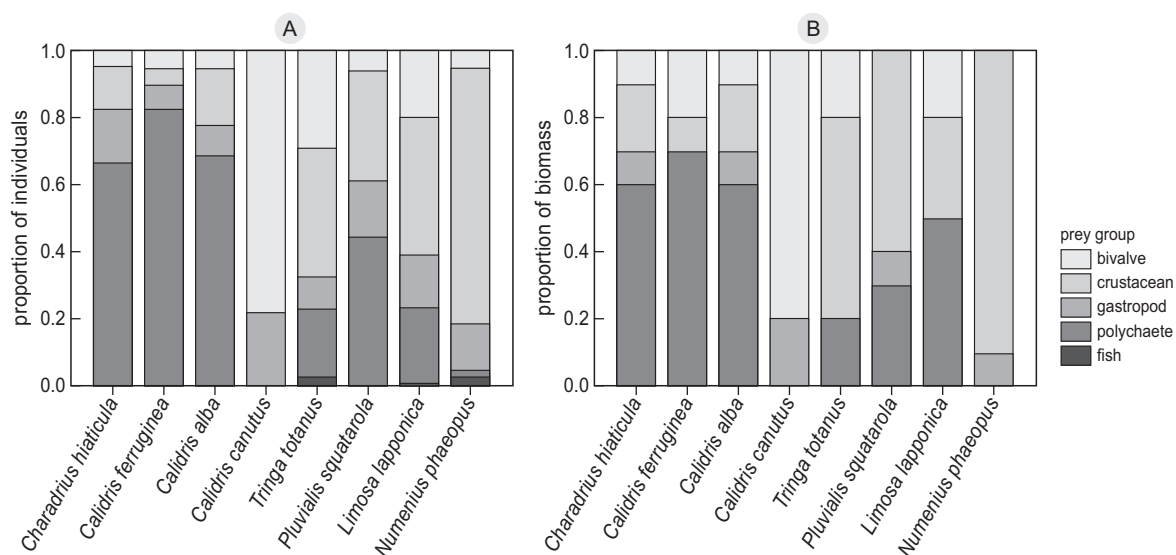 A
proportion of individuals
1.0
0.8
0.6
0.4
0.2
0.0
Charadrius hiaticula
Calidris ferruginea
Calidris alba
Calidris canutus
Tringa totanus
Pluvialis squatarola
Limosa lapponica
Numenius phaeopus
B
proportion of biomass
1.0
0.8
0.6
0.4
0.2
0.0
Charadrius hiaticula
Calidris ferruginea
Calidris alba
Calidris canutus
Tringa totanus
Pluvialis squatarola
Limosa lapponica
Numenius phaeopus
prey group
bivalve
crustacean
gastropod
polychaete
fish